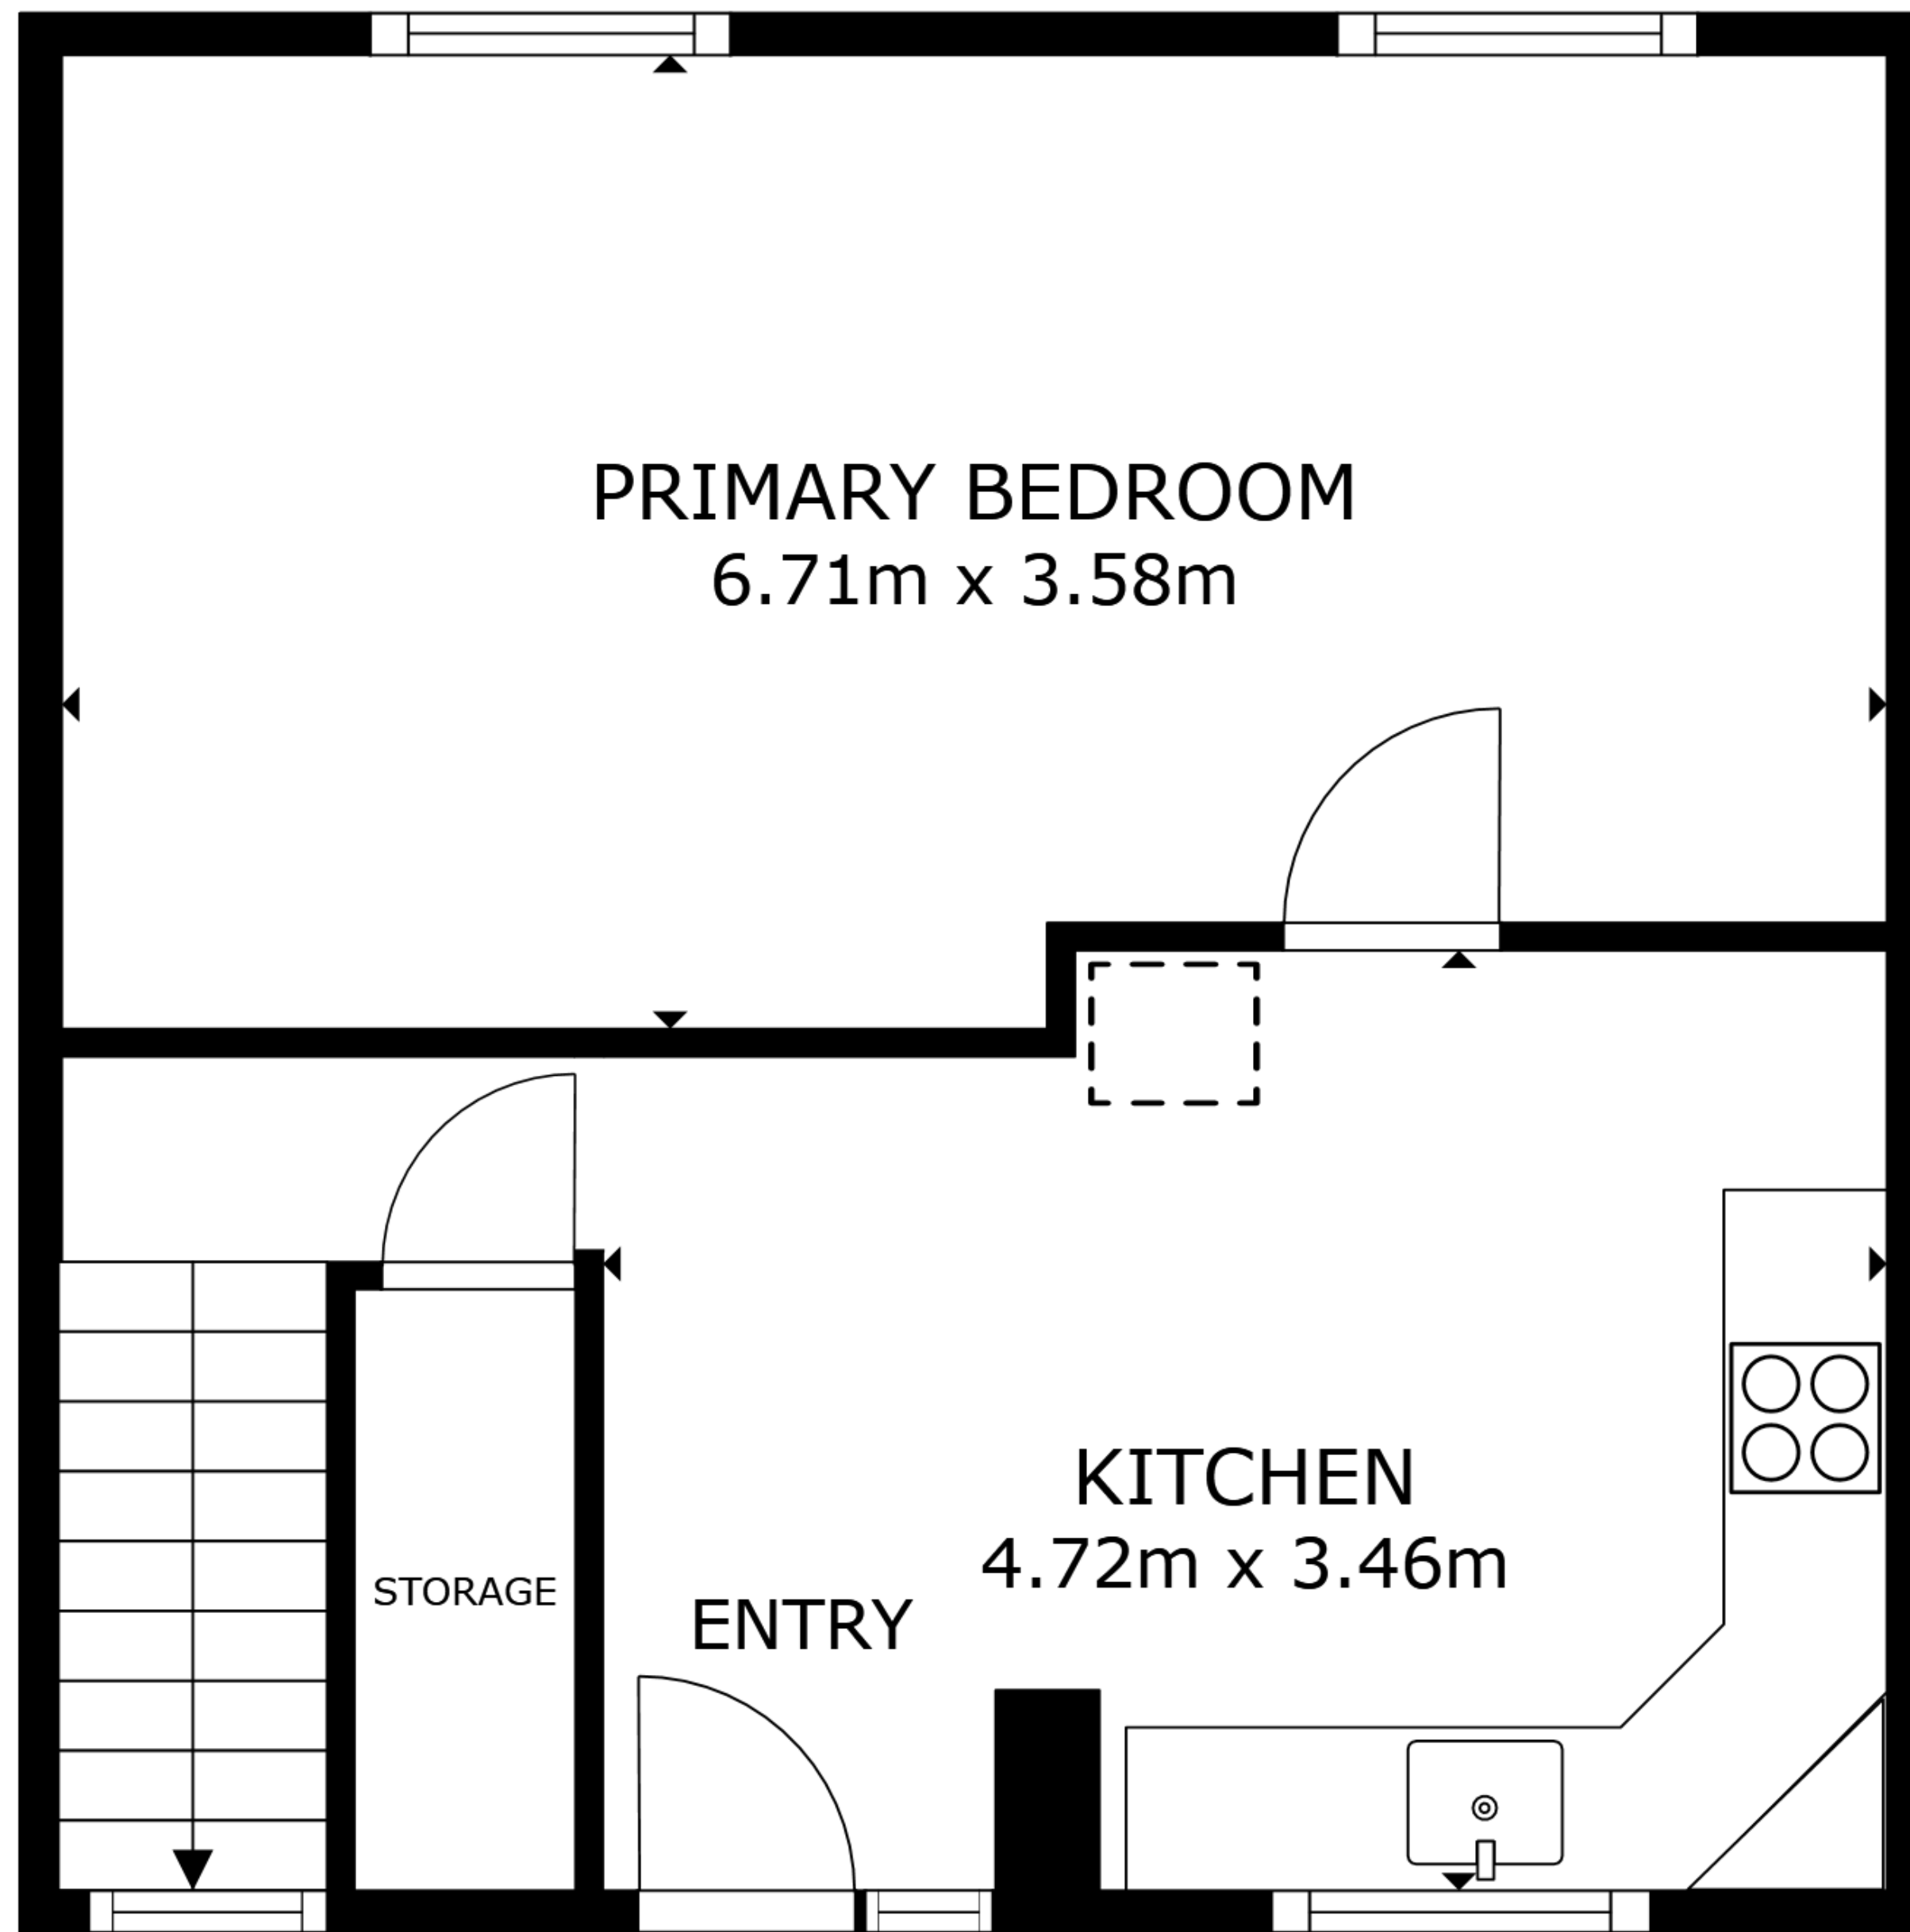 PRIMARY BEDROOM
6.71m x 3.58m
KITCHEN
4.72m x 3.46m
STORAGE
ENTRY